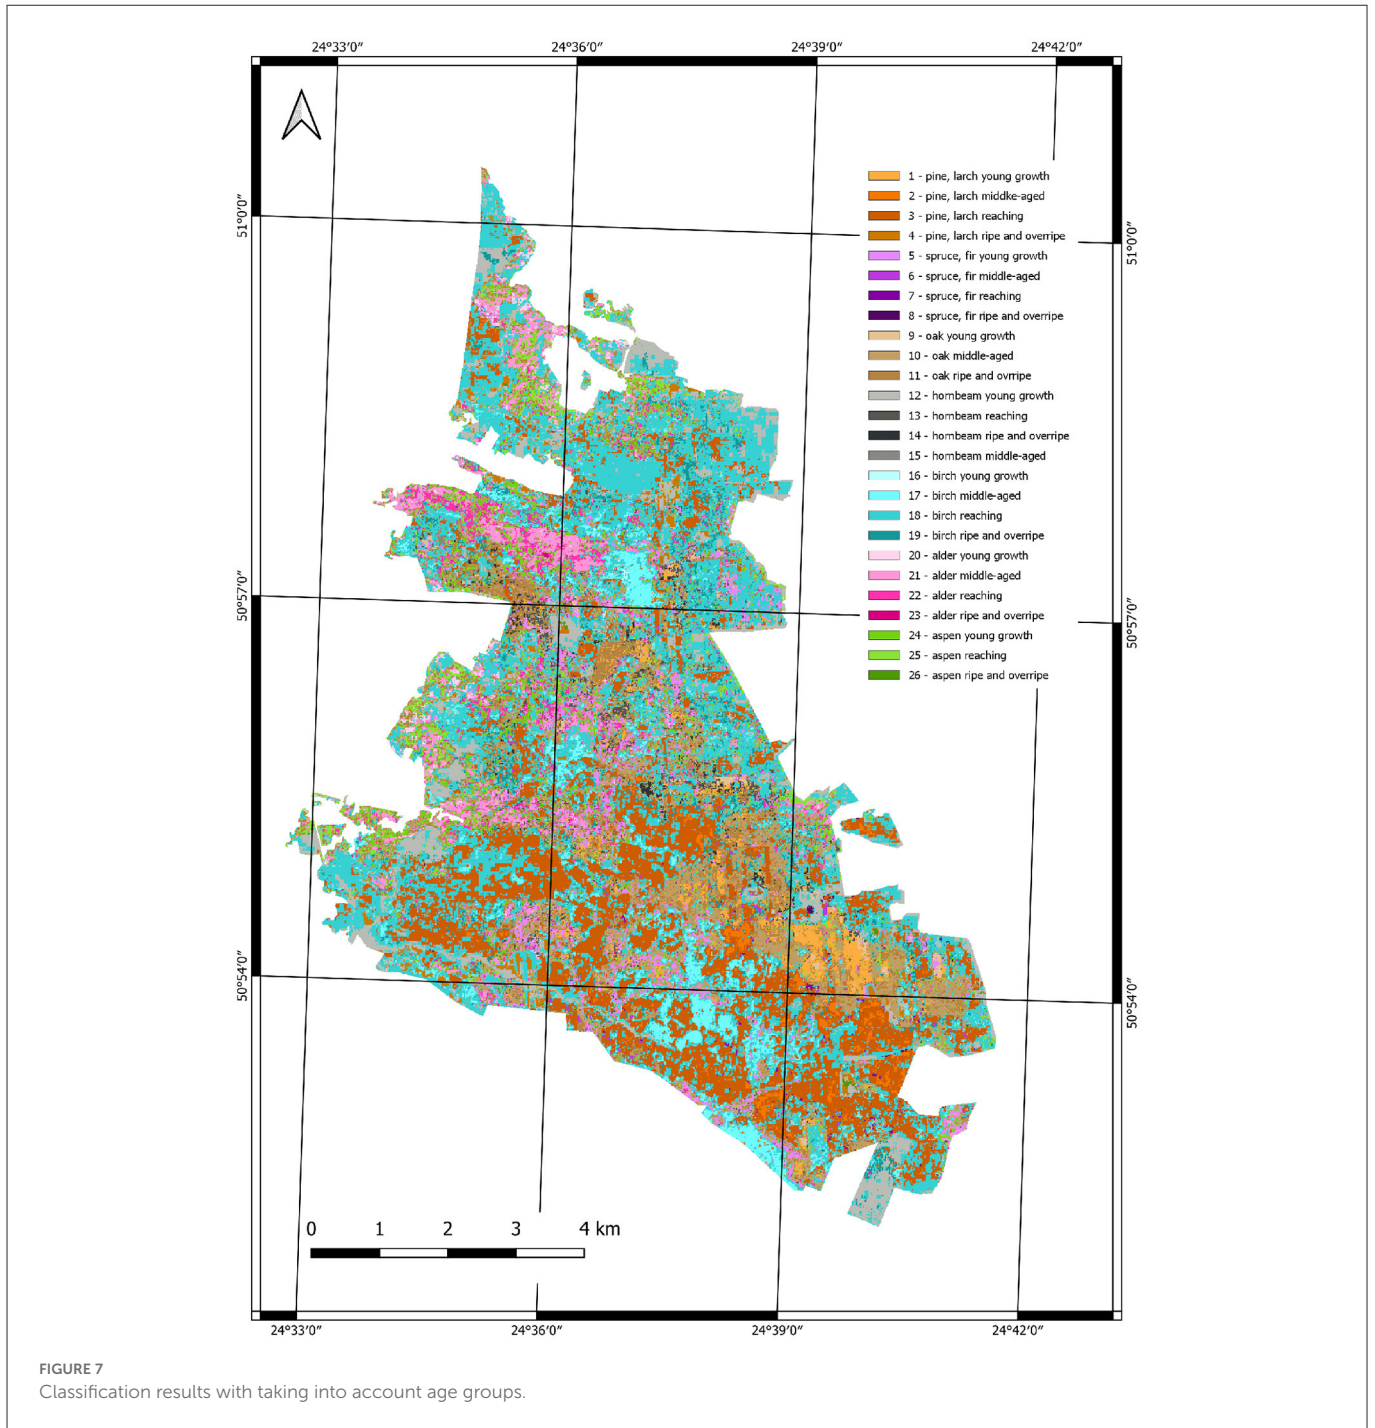 24°33′0″ 24°36′0″ 24°39′0″ 24°42′0″
51°0′0″
51°0′0″
50°57′0″
50°57′0″
50°54′0″
50°54′0″
1 - pine, larch young growth
2 - pine, larch middke-aged
3 - pine, larch reaching
4 - pine, larch ripe and overripe
5 - spruce, fir young growth
6 - spruce, fir middle-aged
7 - spruce, fir reaching
8 - spruce, fir ripe and overripe
9 - oak young growth
10 - oak middle-aged
11 - oak ripe and ovrripe
12 - hornbeam young growth
13 - hornbeam reaching
14 - hornbeam ripe and overripe
15 - hornbeam middle-aged
16 - birch young growth
17 - birch middle-aged
18 - birch reaching
19 - birch ripe and overripe
20 - alder young growth
21 - alder middle-aged
22 - alder reaching
23 - alder ripe and overripe
24 - aspen young growth
25 - aspen reaching
26 - aspen ripe and overripe
0 1 2 3 4 km
24°33′0″ 24°36′0″ 24°39′0″ 24°42′0″
FIGURE 7
Classification results with taking into account age groups.